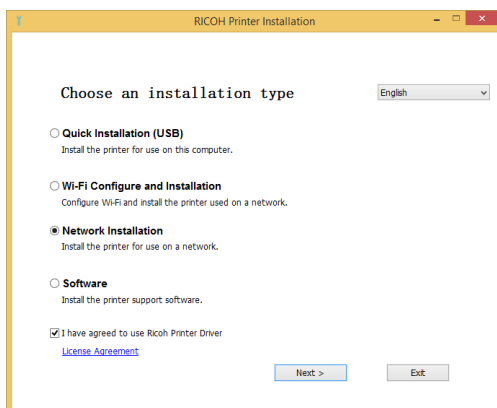 RICOH Printer Installation
Choose an installation type
English
Quick Installation (USB)
Install the printer for use on this computer.
Wi-Fi Configure and Installation
Configure Wi-Fi and install the printer used on a network.
Network Installation
Install the printer for use on a network.
Software
Install the printer support software.
I have agreed to use Ricoh Printer Driver
License Agreement
Next >
Exit